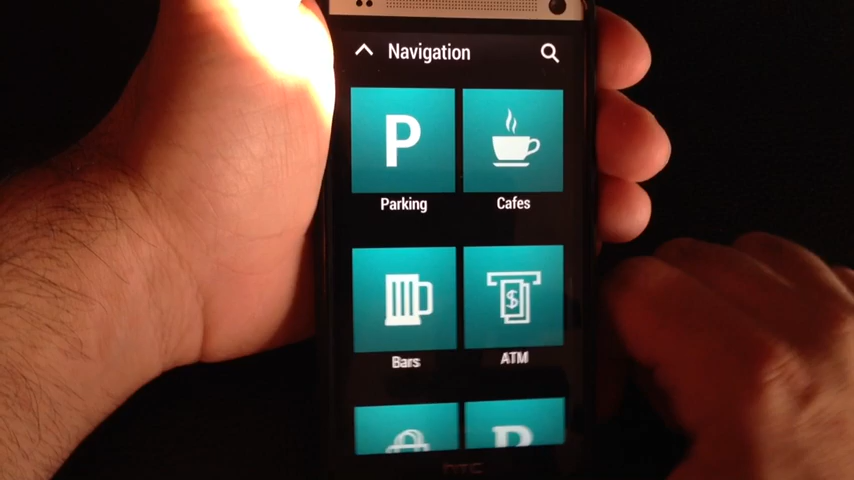 Navigation
P
Parking
Cafes
$
Bars
ATM
hTC